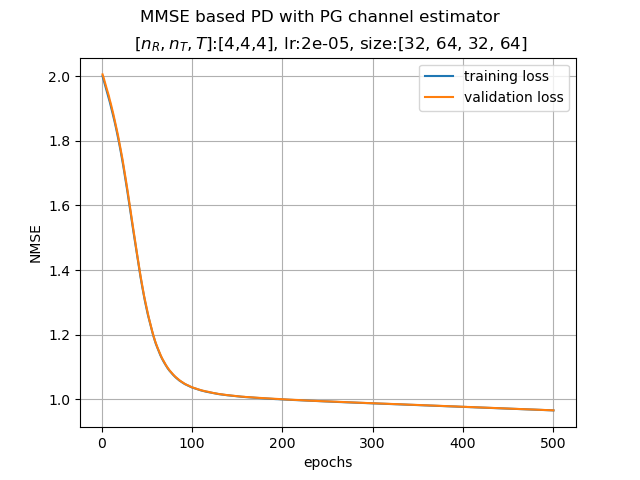 MMSE based PD with PG channel estimator
[n_R, n_T, T]:[4,4,4], lr:2e-05, size:[32, 64, 32, 64]
training loss
validation loss
NMSE
2.0
1.8
1.6
1.4
1.2
1.0
0 100 200 300 400 500
epochs